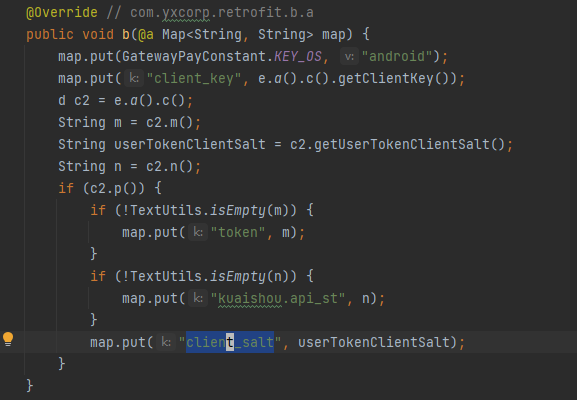 @Override // com.yxcorp.retrofit.b.a
public void b(@a Map<String, String> map) {
map.put(GatewayPayConstant.KEY_OS, v: "android");
map.put( k: "client_key", e.a().c().getClientKey());
d c2 = e.a().c();
String m = c2.m();
String userTokenClientSalt = c2.getUserTokenClientSalt();
String n = c2.n();
if (c2.p()) {
if (!TextUtils.isEmpty(m)) {
map.put( k: "token", m);
}
if (!TextUtils.isEmpty(n)) {
map.put( k: "kuaishou.api_st", n);
}
map.put( k: "client_salt", userTokenClientSalt);
}
}